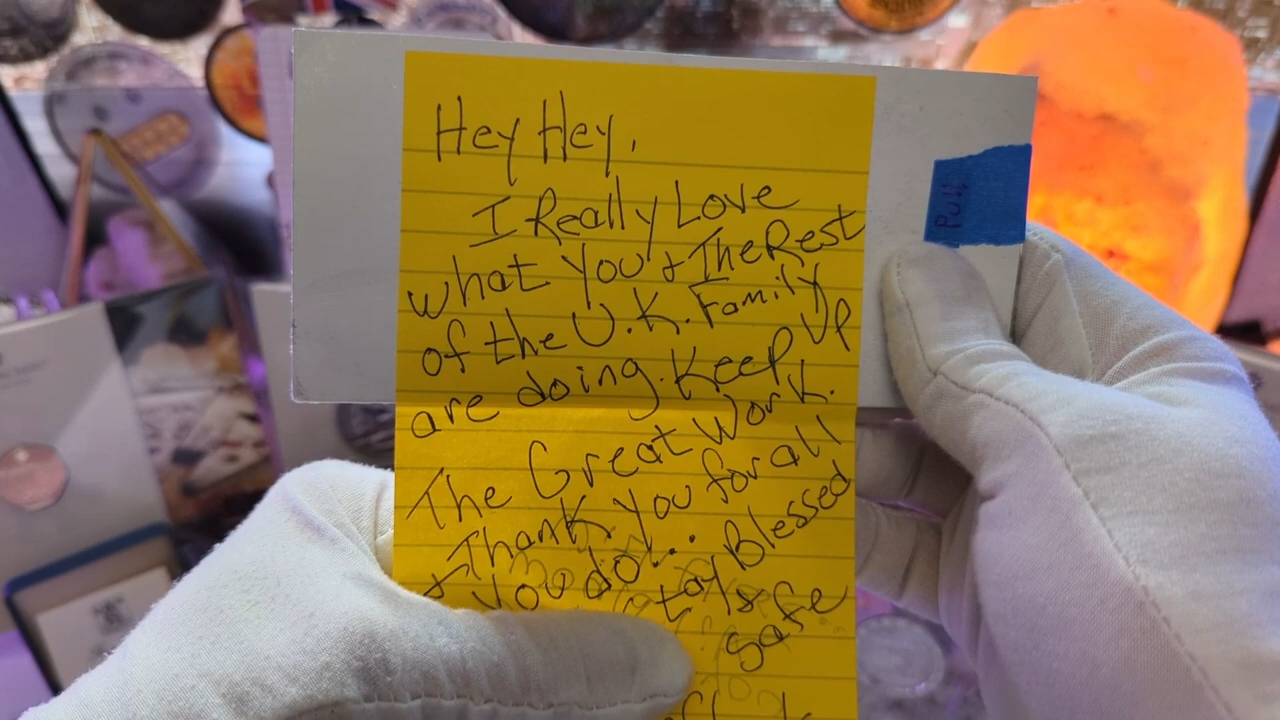 Hey Hey,
I Really Love
what you & The Rest
of the U.K. Family
are doing. Keep Up
The Great Work.
& Thank you for all
you do!..
Stay Blessed
& Safe
Pull